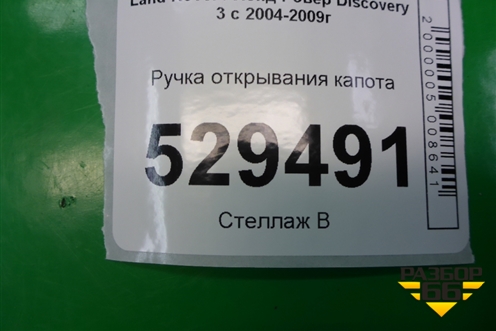 Discovery
3 с 2004-2009г
Ручка открывания капота
529491
Стеллаж В
2000005008641
РАЗБОР
66